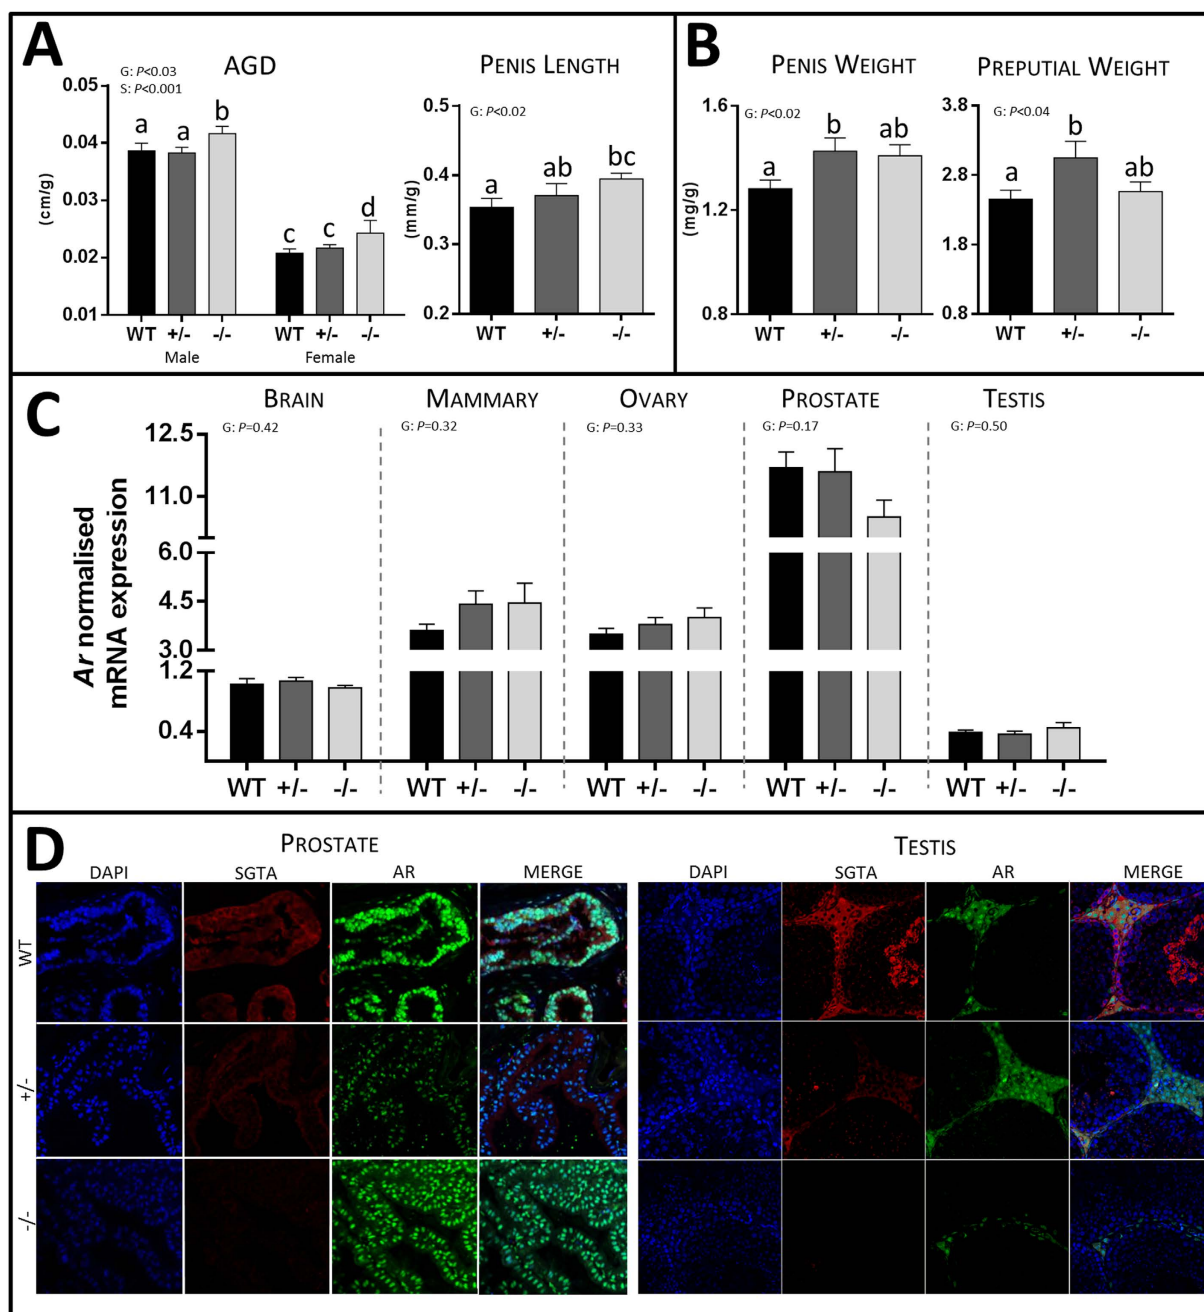 A
AGD
G: P<0.03
S: P<0.001
(cm/g)
0.05
0.04
0.03
0.02
0.01
a a b
c c d
WT +/- -/- WT +/- -/-
Male Female
PENIS LENGTH
G: P<0.02
(mm/g)
0.5
0.4
0.3
0.2
a ab bc
WT +/- -/-
B
PENIS WEIGHT
G: P<0.02
(mg/g)
1.6
1.2
0.8
a b ab
WT +/- -/-
PREPUTIAL WEIGHT
G: P<0.04
3.8
2.8
1.8
0.8
a b ab
WT +/- -/-
C
BRAIN MAMMARY OVARY PROSTATE TESTIS
G: P=0.42 G: P=0.32 G: P=0.33 G: P=0.17 G: P=0.50
Ar normalised
mRNA expression
12.5
11.0
6.0
4.5
3.0
1.2
0.4
WT +/- -/- WT +/- -/- WT +/- -/- WT +/- -/- WT +/- -/-
D
PROSTATE TESTIS
DAPI SGTA AR MERGE DAPI SGTA AR MERGE
WT
+/-
-/-